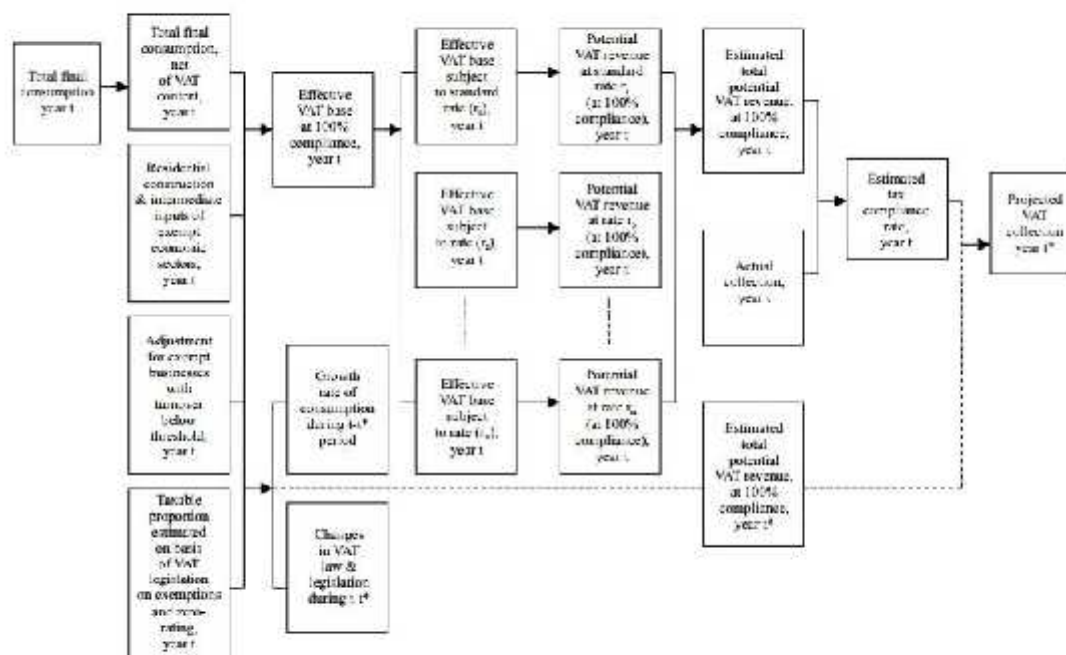 Total final
consumption
year t
Total final
consumption,
net
of VAT
content,
year t
Residential
construction
& intermediate
inputs of
exempt
economic
sectors,
year t
Adjustment
for exempt
businesses
with
turnover
below
threshold,
year t
Taxable
proportion
estimated
on basis
of VAT
legislation
on exemptions
and zero-
rating,
year t
Effective
VAT base
at 100%
compliance,
year t
Growth
rate of
consumption
during t-t*
period
Changes
in VAT
law &
legislation
during t-t*
Effective
VAT base
subject
to standard
rate (r₁),
year t
Effective
VAT base
subject
to rate (r₂),
year t
Effective
VAT base
subject
to rate (rₙ),
year t
Potential
VAT revenue
at standard
rate r₁
(at 100%
compliance),
year t
Potential
VAT revenue
at rate r₂
(at 100%
compliance),
year t
Potential
VAT revenue
at rate rₙ
(at 100%
compliance),
year t
Estimated
total
potential
VAT revenue,
at 100%
compliance,
year t
Actual
collection,
year t
Estimated
total
potential
VAT revenue,
at 100%
compliance,
year t*
Estimated
tax
compliance
rate,
year t
Projected
VAT
collection
year t*